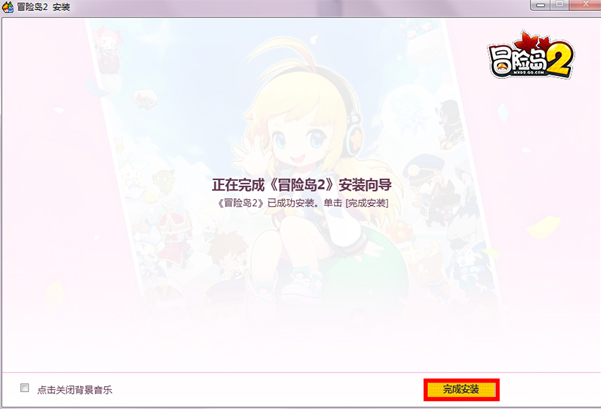 冒险岛2 安装
冒险岛2
MXD2.QQ.COM
正在完成《冒险岛2》安装向导
《冒险岛2》已成功安装。单击 [完成安装]
点击关闭背景音乐
完成安装